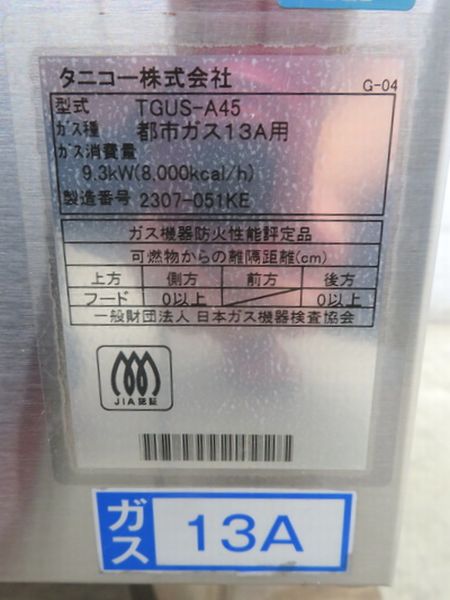 タニコー株式会社
G-04
型式 TGUS-A45
ガス種 都市ガス13A用
ガス消費量
9.3kW(8,000kcal/h)
製造番号 2307-051KE
ガス機器防火性能評定品
可燃物からの離隔距離(cm)
上方 側方 前方 後方
フード 0以上 0以上
一般財団法人 日本ガス機器検査協会
JIA認証
ガス 13A